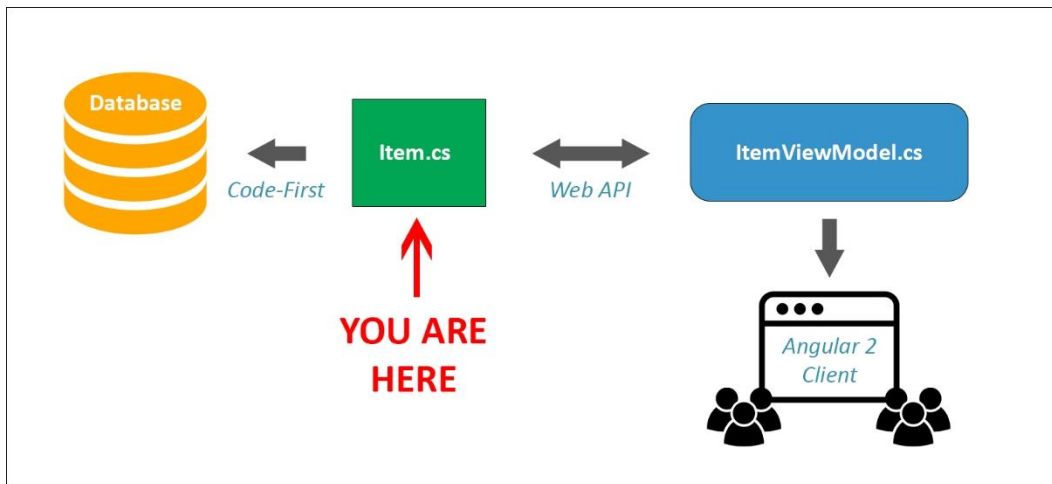 Database
Code-First
Item.cs
Web API
ItemViewModel.cs
YOU ARE
HERE
Angular 2
Client